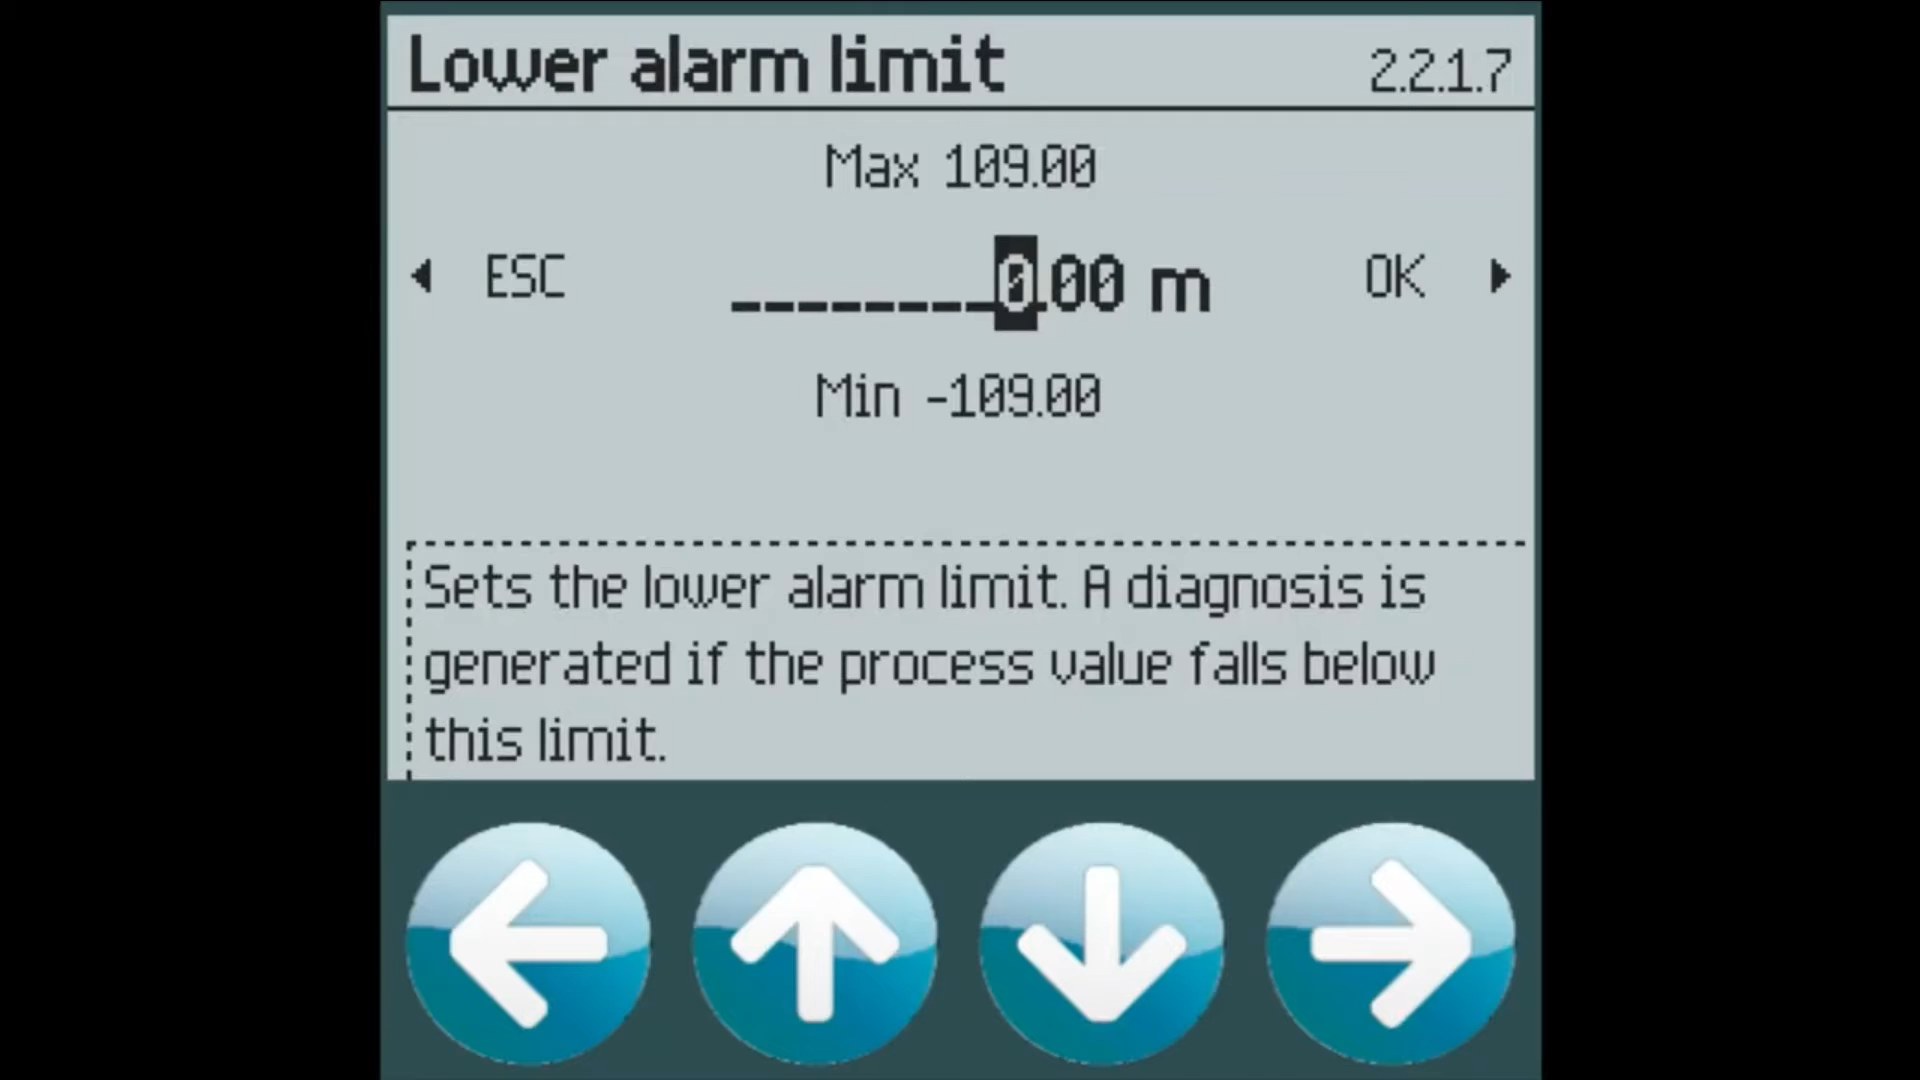 Lower alarm limit 2.2.1.7
Max 109.00
ESC ________0.00 m OK
Min -109.00
Sets the lower alarm limit. A diagnosis is
generated if the process value falls below
this limit.